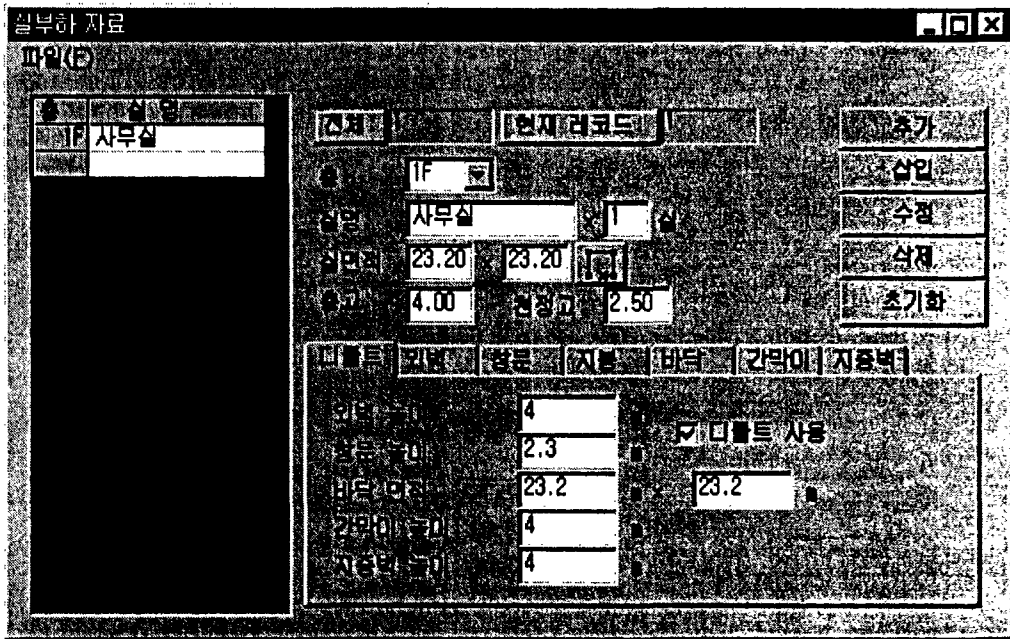 실부하 자료
파일(F)
층 실 명
1F 사무실
전체 1 현재 레코드 1
추가
삽입
수정
삭제
초기화
층 1F
실명 사무실 × 1 실
실면적 23.20 × 23.20
층고 4.00 천정고 2.50
디폴트 외벽 창문 지붕 바닥 간막이 지중벽
외벽 높이 4 m
창문 높이 2.3 m
바닥 면적 23.2 m × 23.2 m
간막이 높이 4 m
지중벽 높이 4 m
디폴트 사용